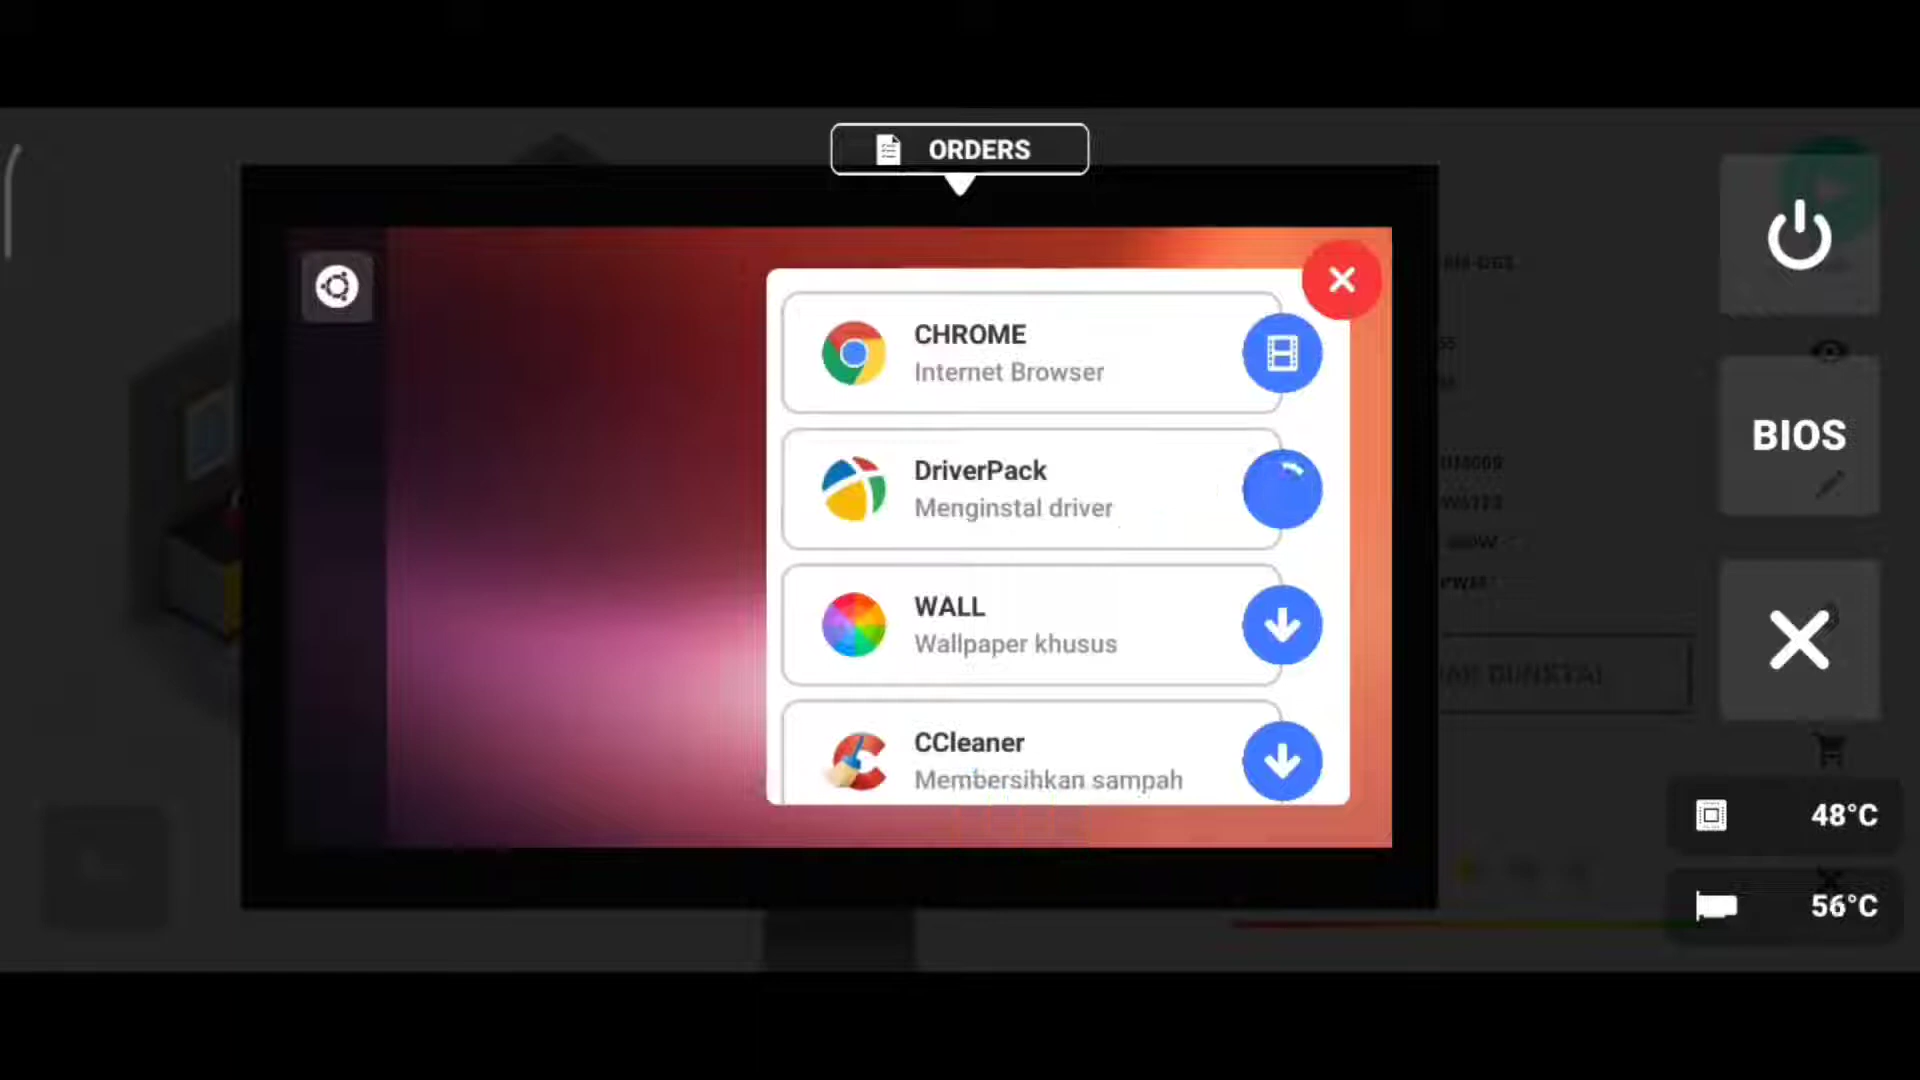 ORDERS
CHROME
Internet Browser
DriverPack
Menginstal driver
WALL
Wallpaper khusus
CCleaner
Membersihkan sampah
BIOS
48°C
56°C